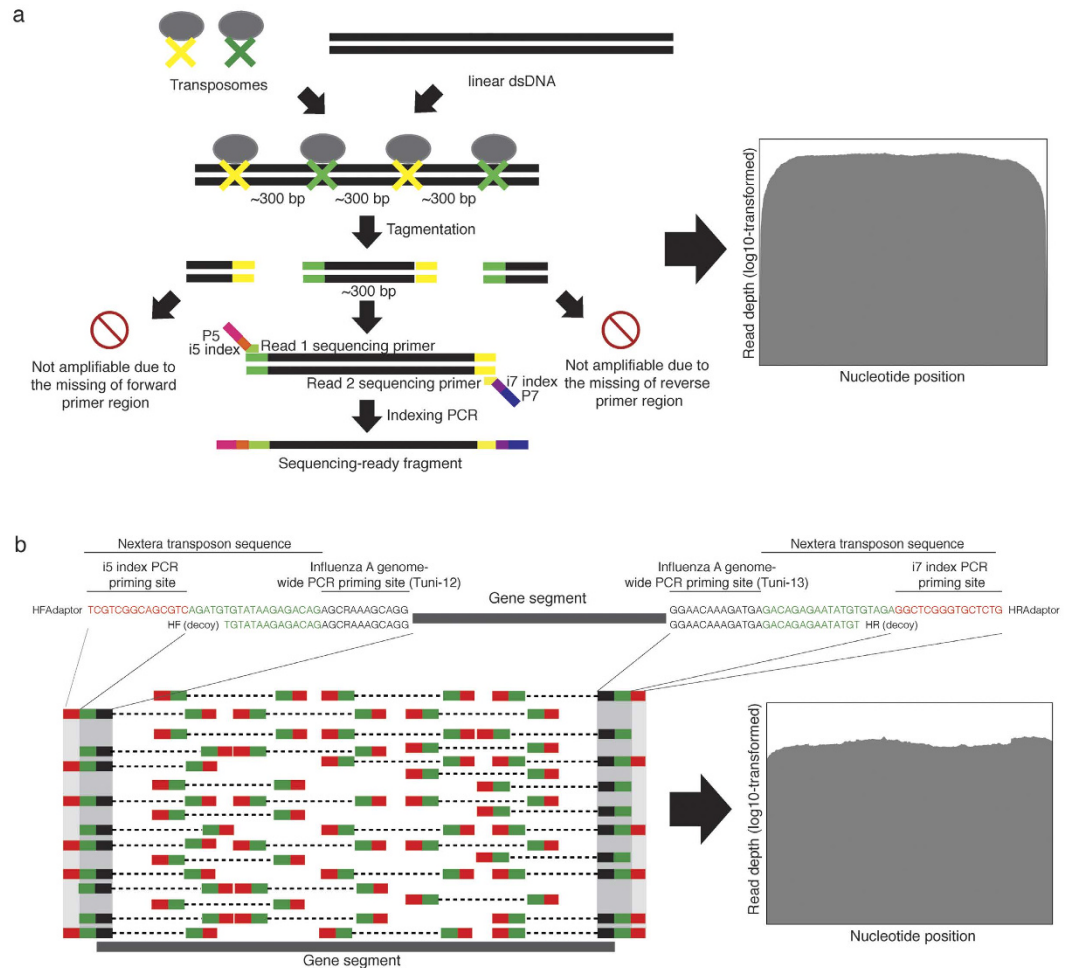 a
Transposomes
linear dsDNA
~300 bp
~300 bp
~300 bp
Tagmentation
~300 bp
P5
i5 index
Read 1 sequencing primer
Read 2 sequencing primer
i7 index
P7
Not amplifiable due to
the missing of forward
primer region
Not amplifiable due to
the missing of reverse
primer region
Indexing PCR
Sequencing-ready fragment
Read depth (log10-transformed)
Nucleotide position
b
Nextera transposon sequence
i5 index PCR
priming site
Influenza A genome-
wide PCR priming site (Tuni-12)
Influenza A genome-
wide PCR priming site (Tuni-13)
Nextera transposon sequence
i7 index PCR
priming site
HFAdaptor TCGTCGGCAGCGTCAGATGTGTATAAGAGACAGAGCRAAAGCAGG
HF (decoy) TGTATAAGAGACAGAGCRAAAGCAGG
Gene segment
GGAACAAAGATGAGACAGAGAATATGTGTAGAGGCTCGGGTGCTCTG HRAdaptor
GGAACAAAGATGAGACAGAGAATATGT HR (decoy)
Gene segment
Read depth (log10-transformed)
Nucleotide position